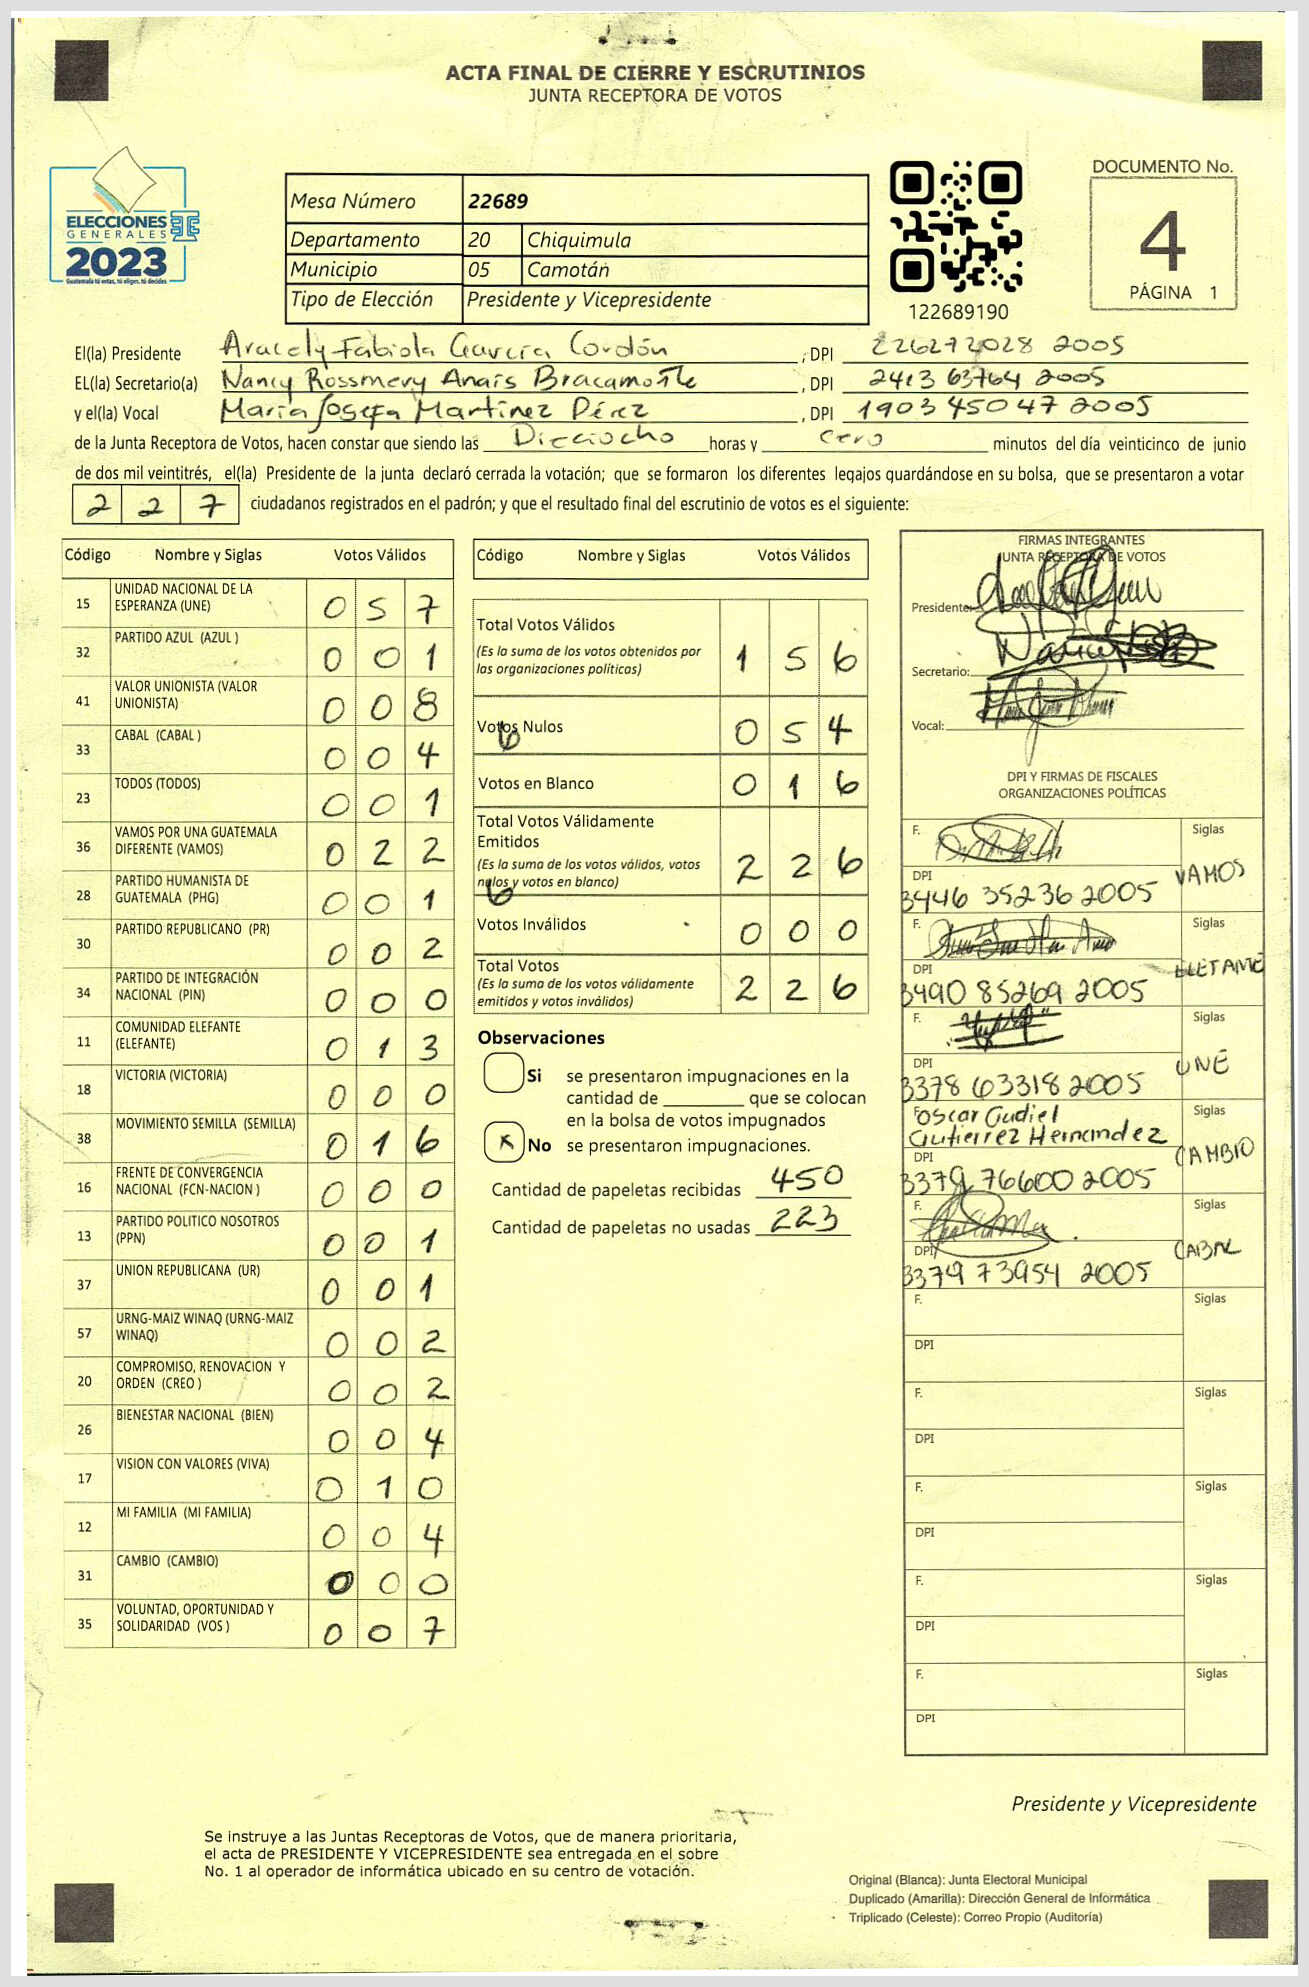 ACTA FINAL DE CIERRE Y ESCRUTINIOS
JUNTA RECEPTORA DE VOTOS
ELECCIONES
GENERALES
2023
Guatemala tú entas, tú eliges, tú decides
Mesa Número 22689
Departamento 20 Chiquimula
Municipio 05 Camotán
Tipo de Elección Presidente y Vicepresidente
122689190
DOCUMENTO No.
4
PÁGINA 1
El(la) Presidente Aracely Fabiola García Cordón , DPI 226272028 2005
EL(la) Secretario(a) Nancy Rossmery Anaís Bracamonte , DPI 2413 63764 2005
y el(la) Vocal María Josefa Martínez Pérez , DPI 1903 45047 2005
de la Junta Receptora de Votos, hacen constar que siendo las Dieciocho horas y cero minutos del día veinticinco de junio
de dos mil veintitrés, el(la) Presidente de la junta declaró cerrada la votación; que se formaron los diferentes legajos guardándose en su bolsa, que se presentaron a votar
2 2 7 ciudadanos registrados en el padrón; y que el resultado final del escrutinio de votos es el siguiente:
Código Nombre y Siglas Votos Válidos
15 UNIDAD NACIONAL DE LA ESPERANZA (UNE) 0 5 7
32 PARTIDO AZUL (AZUL ) 0 0 1
41 VALOR UNIONISTA (VALOR UNIONISTA) 0 0 8
33 CABAL (CABAL ) 0 0 4
23 TODOS (TODOS) 0 0 1
36 VAMOS POR UNA GUATEMALA DIFERENTE (VAMOS) 0 2 2
28 PARTIDO HUMANISTA DE GUATEMALA (PHG) 0 0 1
30 PARTIDO REPUBLICANO (PR) 0 0 2
34 PARTIDO DE INTEGRACIÓN NACIONAL (PIN) 0 0 0
11 COMUNIDAD ELEFANTE (ELEFANTE) 0 1 3
18 VICTORIA (VICTORIA) 0 0 0
38 MOVIMIENTO SEMILLA (SEMILLA) 0 1 6
16 FRENTE DE CONVERGENCIA NACIONAL (FCN-NACION ) 0 0 0
13 PARTIDO POLITICO NOSOTROS (PPN) 0 0 1
37 UNION REPUBLICANA (UR) 0 0 1
57 URNG-MAIZ WINAQ (URNG-MAIZ WINAQ) 0 0 2
20 COMPROMISO, RENOVACION Y ORDEN (CREO ) 0 0 2
26 BIENESTAR NACIONAL (BIEN) 0 0 4
17 VISION CON VALORES (VIVA) 0 1 0
12 MI FAMILIA (MI FAMILIA) 0 0 4
31 CAMBIO (CAMBIO) 0 0 0
35 VOLUNTAD, OPORTUNIDAD Y SOLIDARIDAD (VOS ) 0 0 7
Código Nombre y Siglas Votos Válidos
Total Votos Válidos
(Es la suma de los votos obtenidos por
las organizaciones políticas) 1 5 6
Votos Nulos 0 5 4
6
Votos en Blanco 0 1 6
Total Votos Válidamente
Emitidos
(Es la suma de los votos válidos, votos
nulos y votos en blanco) 2 2 6
6
Votos Inválidos 0 0 0
Total Votos
(Es la suma de los votos válidamente
emitidos y votos inválidos) 2 2 6
Observaciones
Si se presentaron impugnaciones en la
cantidad de ________ que se colocan
en la bolsa de votos impugnados
No se presentaron impugnaciones.
Cantidad de papeletas recibidas 450
Cantidad de papeletas no usadas 223
FIRMAS INTEGRANTES
JUNTA RECEPTORA DE VOTOS
Presidente:
Secretario:
Vocal:
DPI Y FIRMAS DE FISCALES
ORGANIZACIONES POLÍTICAS
F. Siglas
VAMOS
DPI
3446 35236 2005
F. Siglas
ELEFANTE
DPI
3490 85269 2005
F. Siglas
UNE
DPI
3378 63318 2005
F. Oscar Gudiel Siglas
Gutierrez Hernandez
CAMBIO
DPI
3379 76600 2005
F. Siglas
CABAL
DPI
3379 73954 2005
F. Siglas
DPI
F. Siglas
DPI
F. Siglas
DPI
F. Siglas
DPI
F. Siglas
DPI
Presidente y Vicepresidente
Se instruye a las Juntas Receptoras de Votos, que de manera prioritaria,
el acta de PRESIDENTE Y VICEPRESIDENTE sea entregada en el sobre
No. 1 al operador de informática ubicado en su centro de votación.
Original (Blanca): Junta Electoral Municipal
Duplicado (Amarilla): Dirección General de Informática
Triplicado (Celeste): Correo Propio (Auditoría)